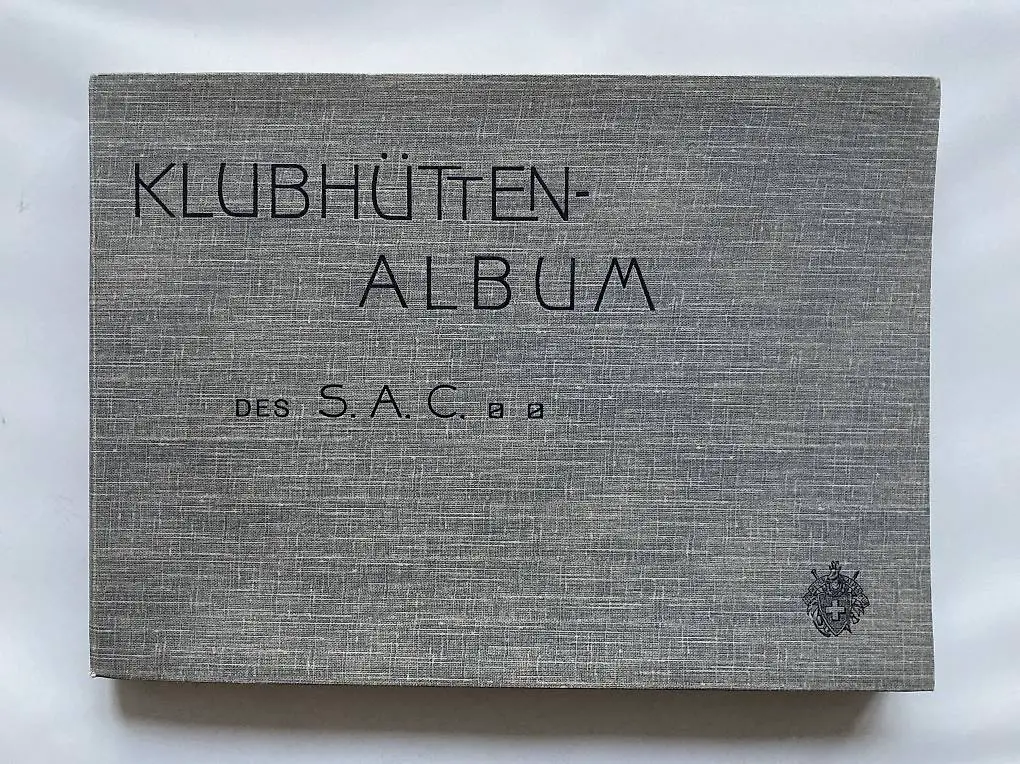 KLUBHÜTTEN-
ALBUM
DES S. A. C.